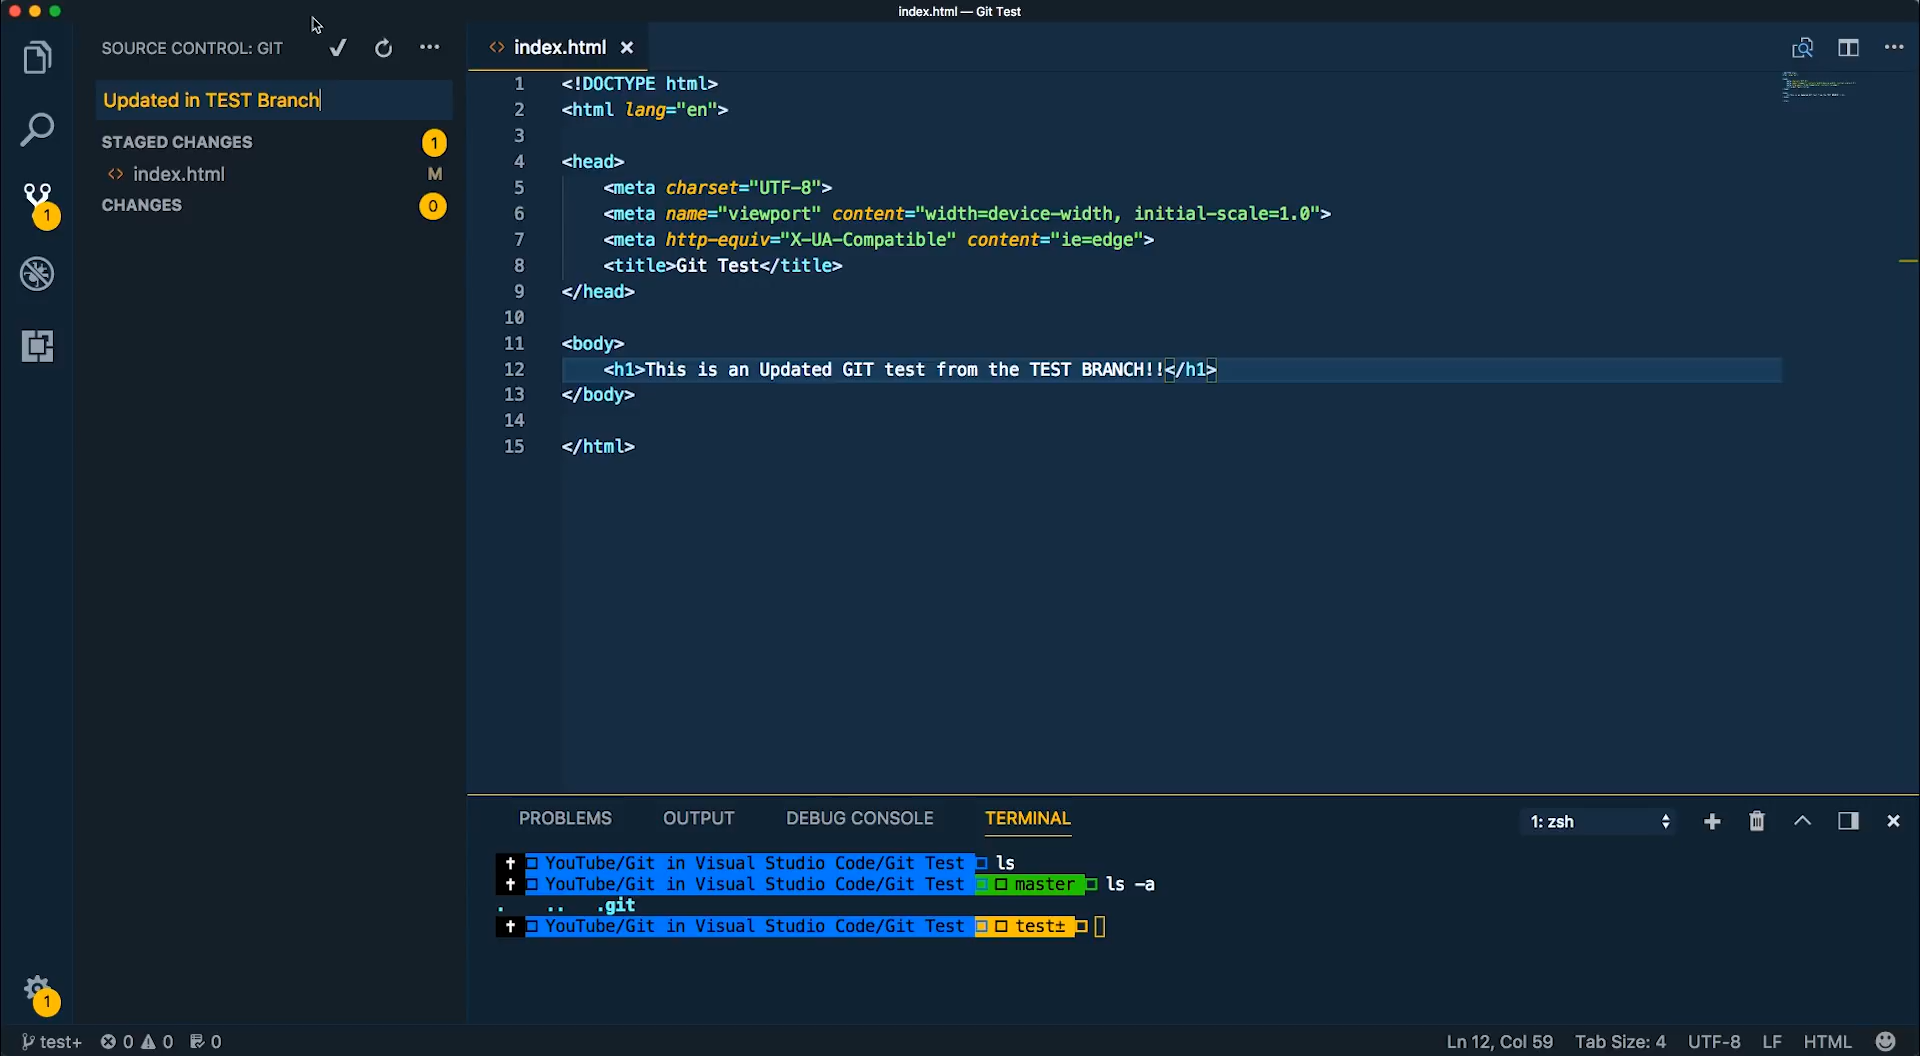 index.html — Git Test
SOURCE CONTROL: GIT
Updated in TEST Branch
STAGED CHANGES 1
<> index.html M
CHANGES 0
1
1
<> index.html
1 <!DOCTYPE html>
2 <html lang="en">
3
4 <head>
5 <meta charset="UTF-8">
6 <meta name="viewport" content="width=device-width, initial-scale=1.0">
7 <meta http-equiv="X-UA-Compatible" content="ie=edge">
8 <title>Git Test</title>
9 </head>
10
11 <body>
12 <h1>This is an Updated GIT test from the TEST BRANCH!!</h1>
13 </body>
14
15 </html>
PROBLEMS OUTPUT DEBUG CONSOLE TERMINAL 1: zsh
YouTube/Git in Visual Studio Code/Git Test ls
YouTube/Git in Visual Studio Code/Git Test master ls -a
. .. .git
YouTube/Git in Visual Studio Code/Git Test test±
test+ 0 0 0 Ln 12, Col 59 Tab Size: 4 UTF-8 LF HTML